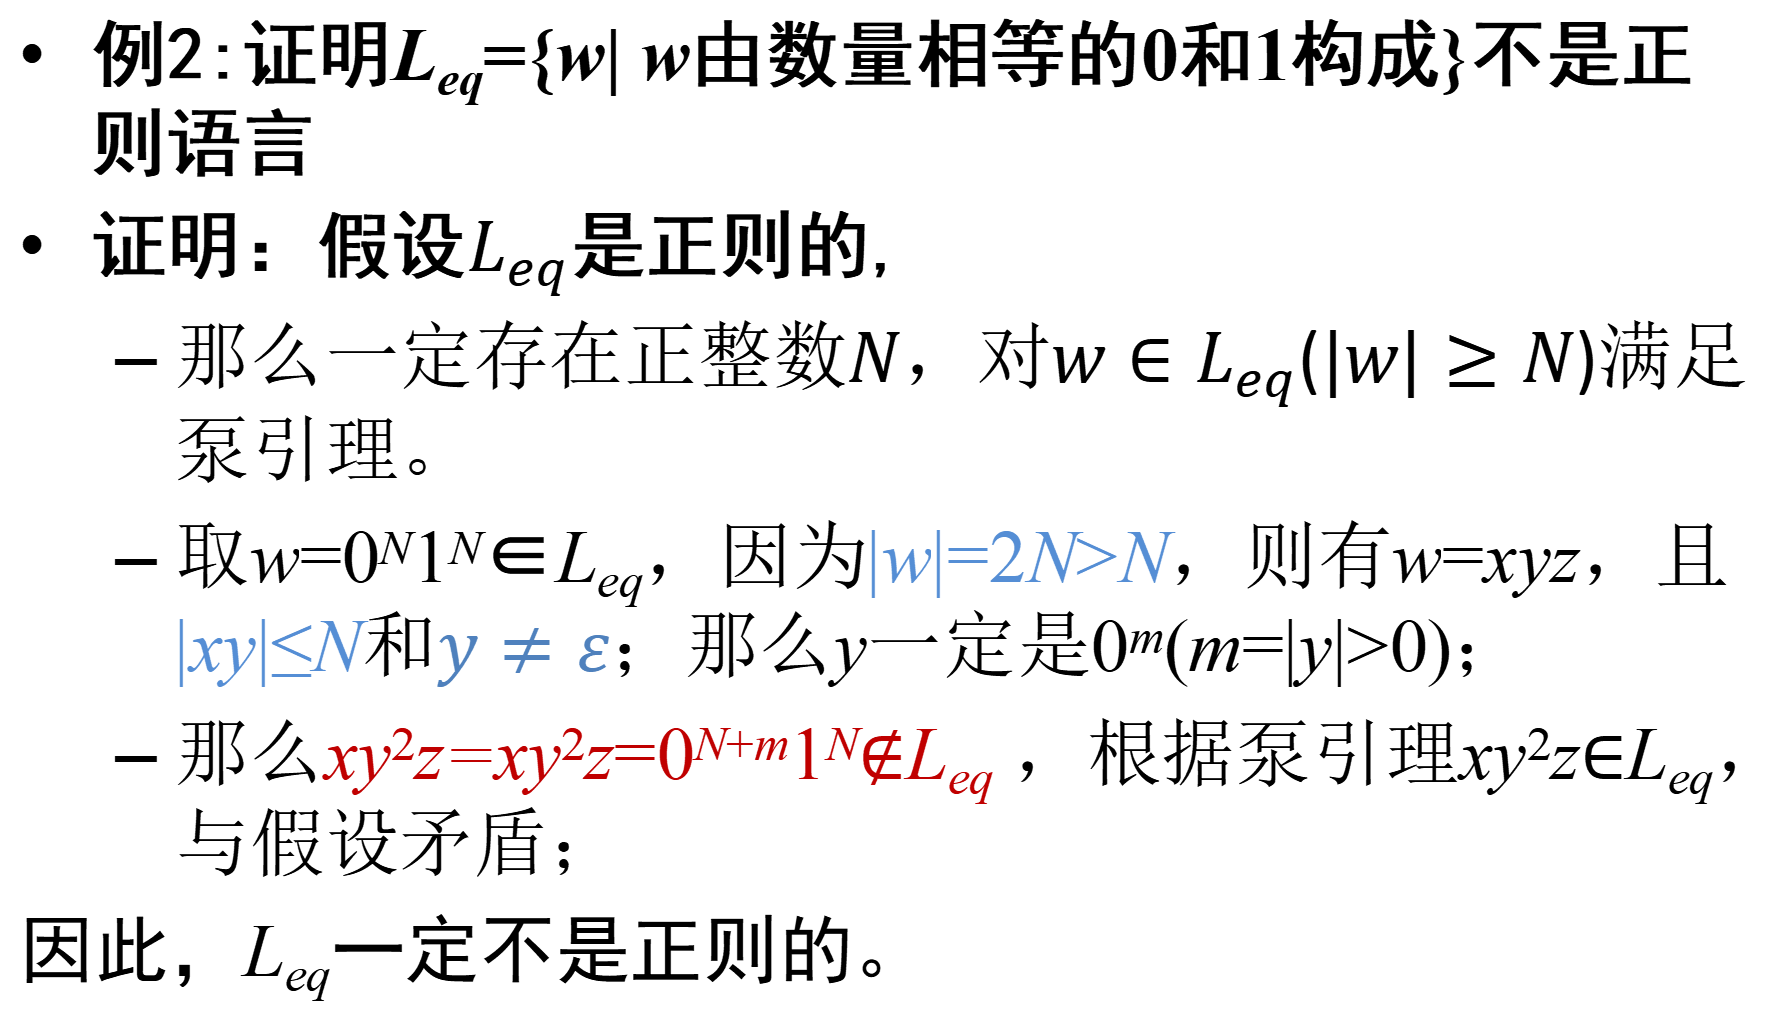 • 例2:证明Leq={w| w由数量相等的0和1构成}不是正
则语言
• 证明：假设Leq是正则的,
– 那么一定存在正整数N，对w ∈ Leq(|w| ≥ N)满足
泵引理。
– 取w=0ᴺ1ᴺ∈Leq，因为|w|=2N>N，则有w=xyz，且
|xy|≤N和y ≠ ε；那么y一定是0ᵐ(m=|y|>0)；
– 那么xy²z=xy²z=0ᴺ⁺ᵐ1ᴺ∉Leq ，根据泵引理xy²z∈Leq，
与假设矛盾；
因此，Leq一定不是正则的。